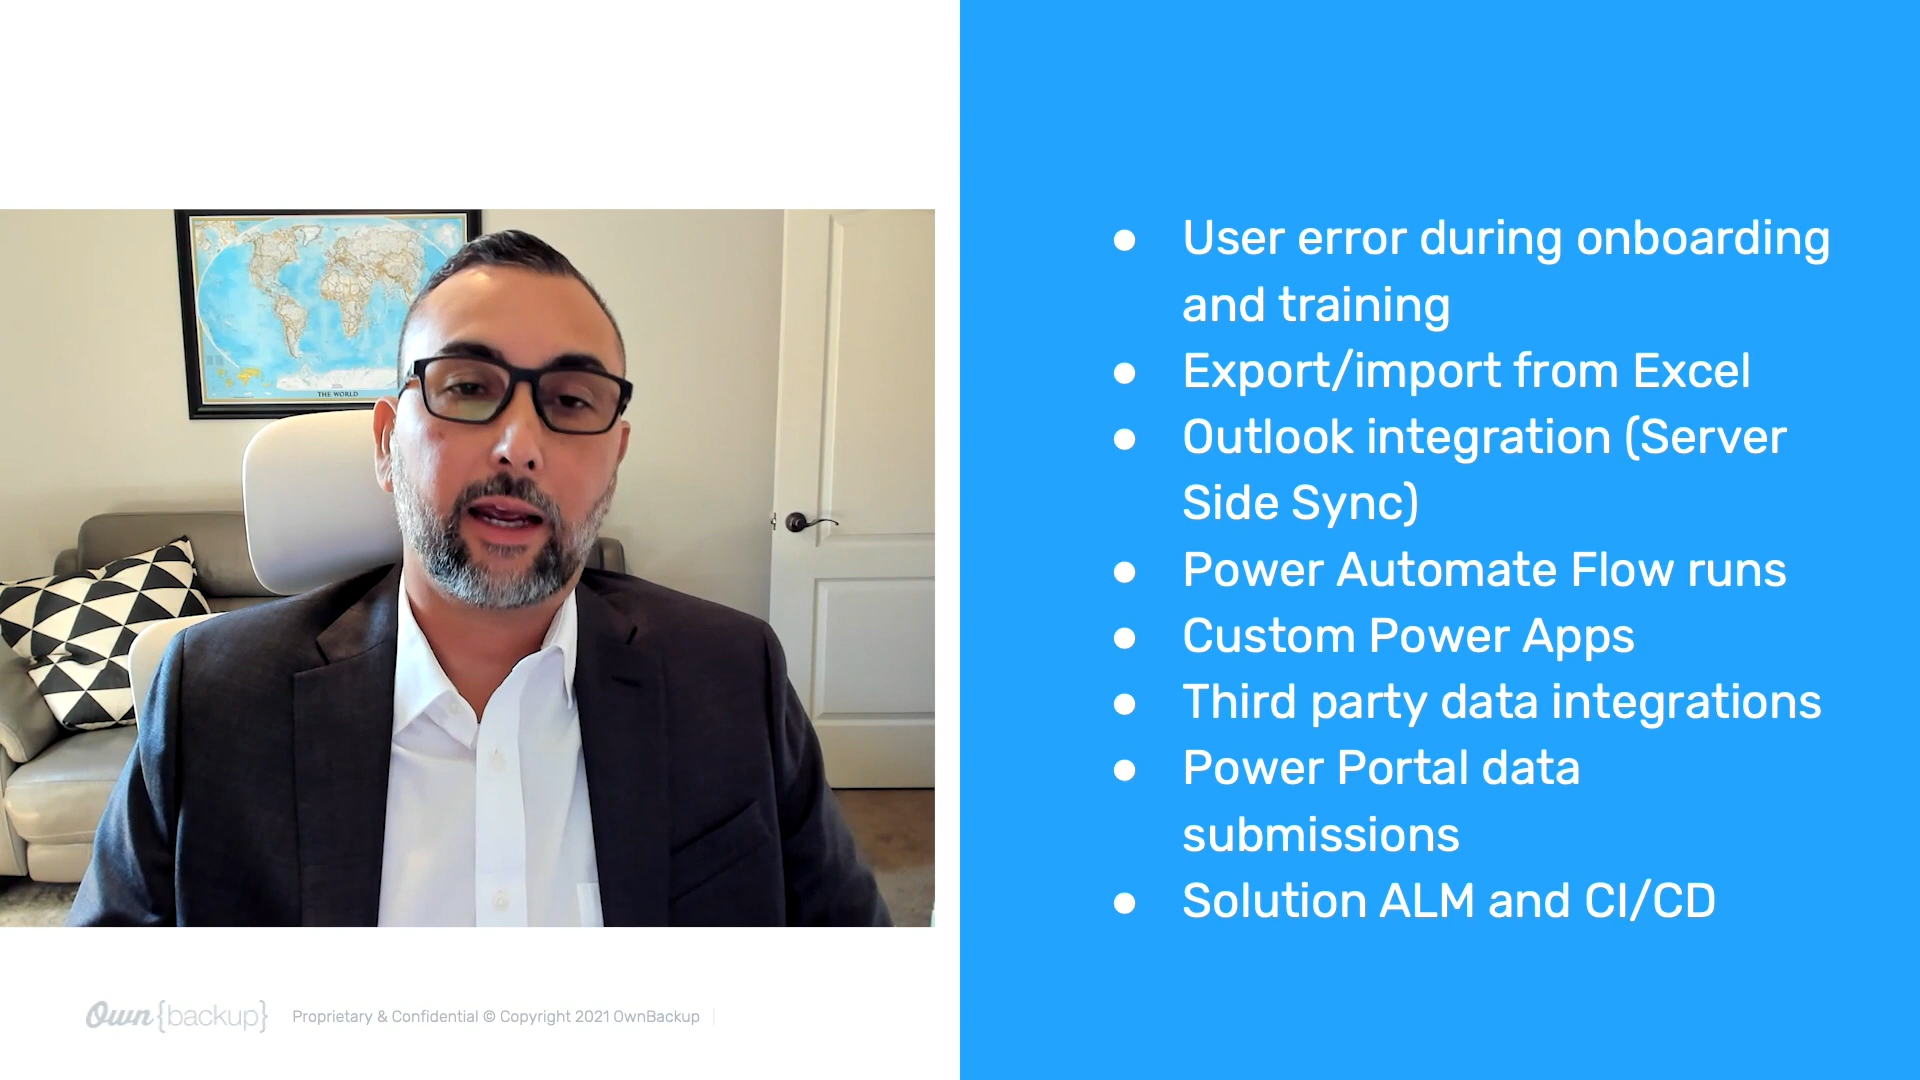 THE WORLD
User error during onboarding
and training
Export/import from Excel
Outlook integration (Server
Side Sync)
Power Automate Flow runs
Custom Power Apps
Third party data integrations
Power Portal data
submissions
Solution ALM and CI/CD
Own{backup} Proprietary & Confidential © Copyright 2021 OwnBackup